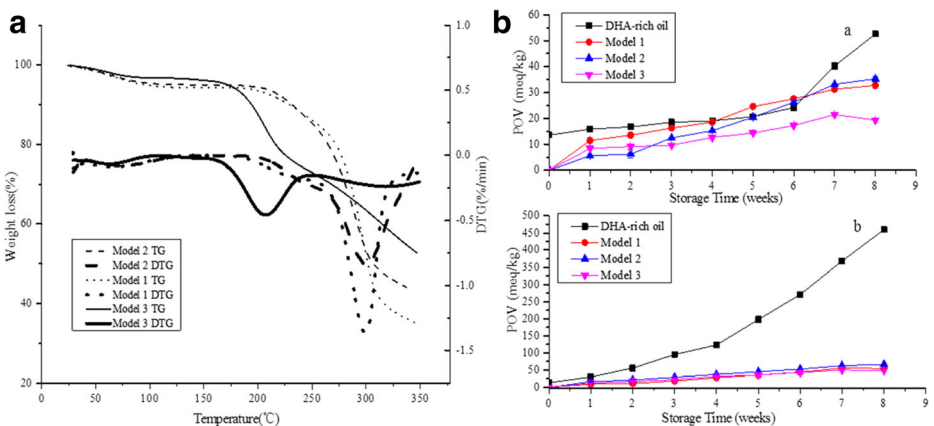 a
100
80
60
40
20
Weight loss(%)
Model 2 TG
Model 2 DTG
Model 1 TG
Model 1 DTG
Model 3 TG
Model 3 DTG
0 50 100 150 200 250 300 350
Temperature(℃)
1.0
0.5
0.0
-0.5
-1.0
-1.5
DTG(%/min)
b
60
50
40
30
20
10
0
POV (meq/kg)
DHA-rich oil
Model 1
Model 2
Model 3
a
0 1 2 3 4 5 6 7 8 9
Storage Time (weeks)
500
450
400
350
300
250
200
150
100
50
0
POV (meq/kg)
DHA-rich oil
Model 1
Model 2
Model 3
b
0 1 2 3 4 5 6 7 8 9
Storage Time (weeks)